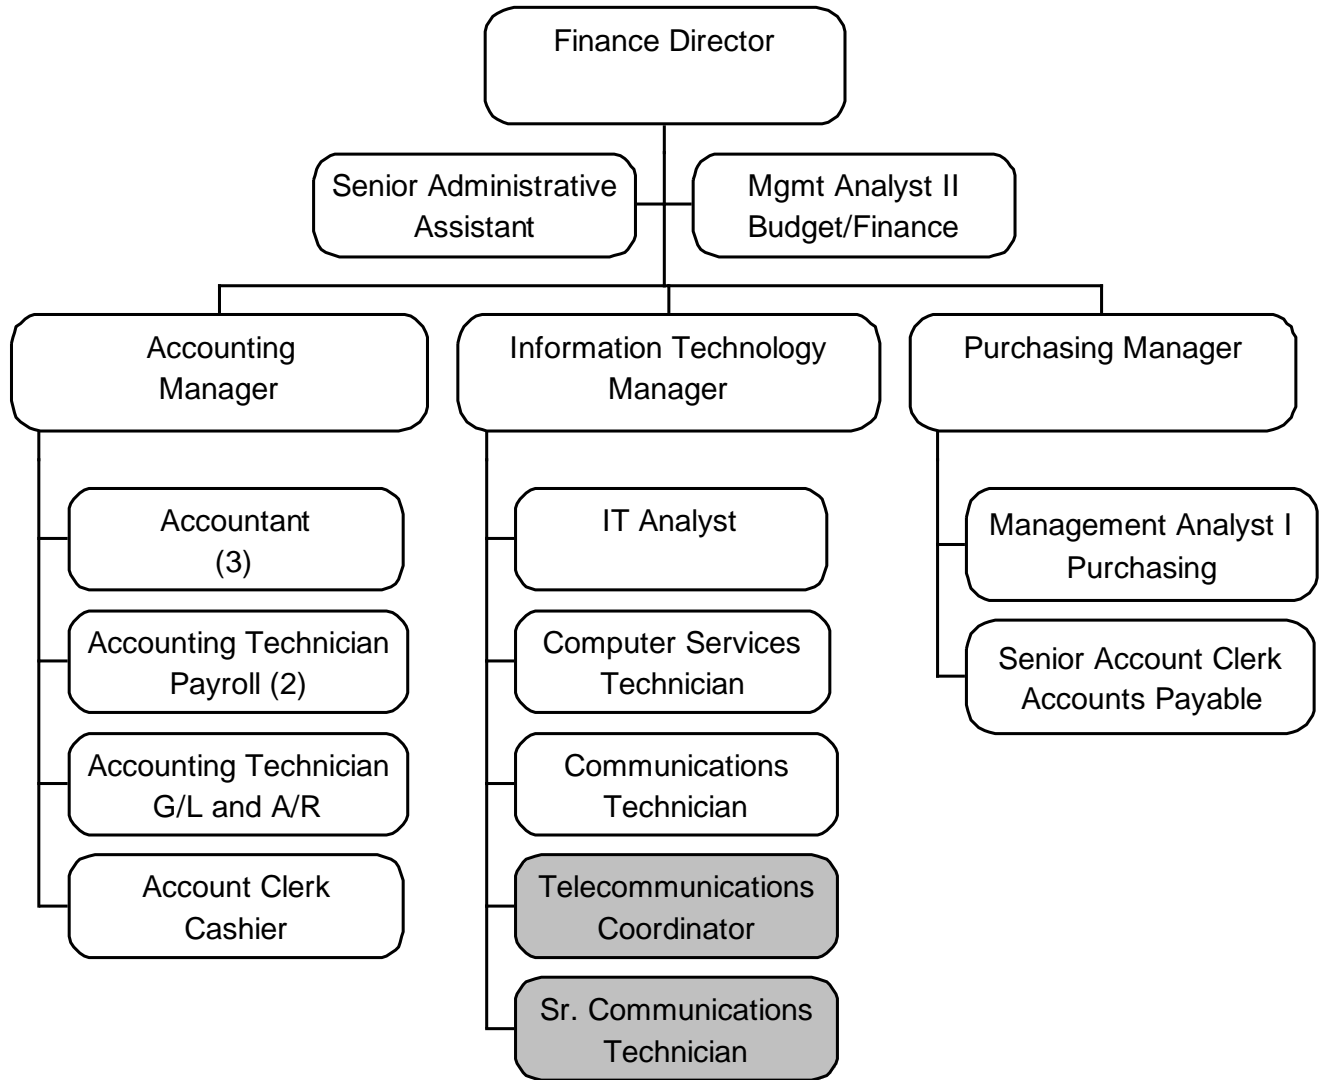 Finance Director
Senior Administrative
Assistant
Mgmt Analyst II
Budget/Finance
Accounting
Manager
Information Technology
Manager
Purchasing Manager
Accountant
(3)
Accounting Technician
Payroll (2)
Accounting Technician
G/L and A/R
Account Clerk
Cashier
IT Analyst
Computer Services
Technician
Communications
Technician
Telecommunications
Coordinator
Sr. Communications
Technician
Management Analyst I
Purchasing
Senior Account Clerk
Accounts Payable